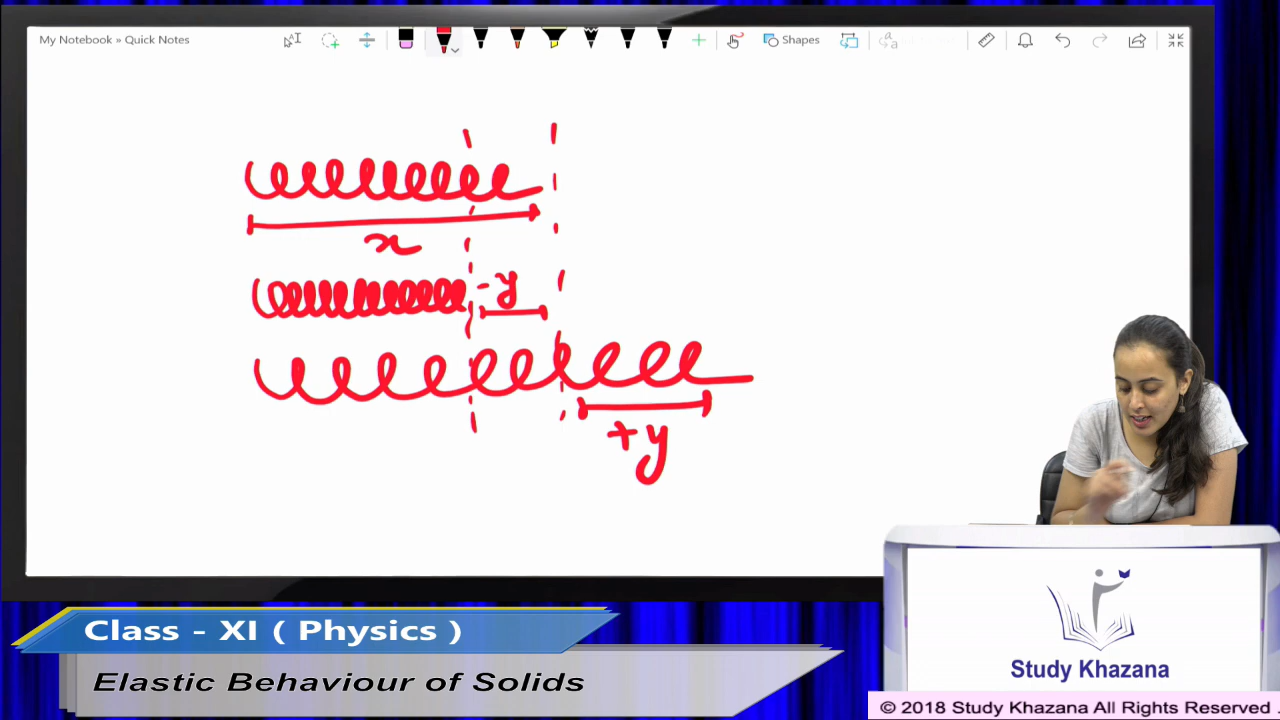 My Notebook » Quick Notes
Shapes
x
-y
+y
Class - XI ( Physics )
Elastic Behaviour of Solids
Study Khazana
© 2018 Study Khazana All Rights Reserved .